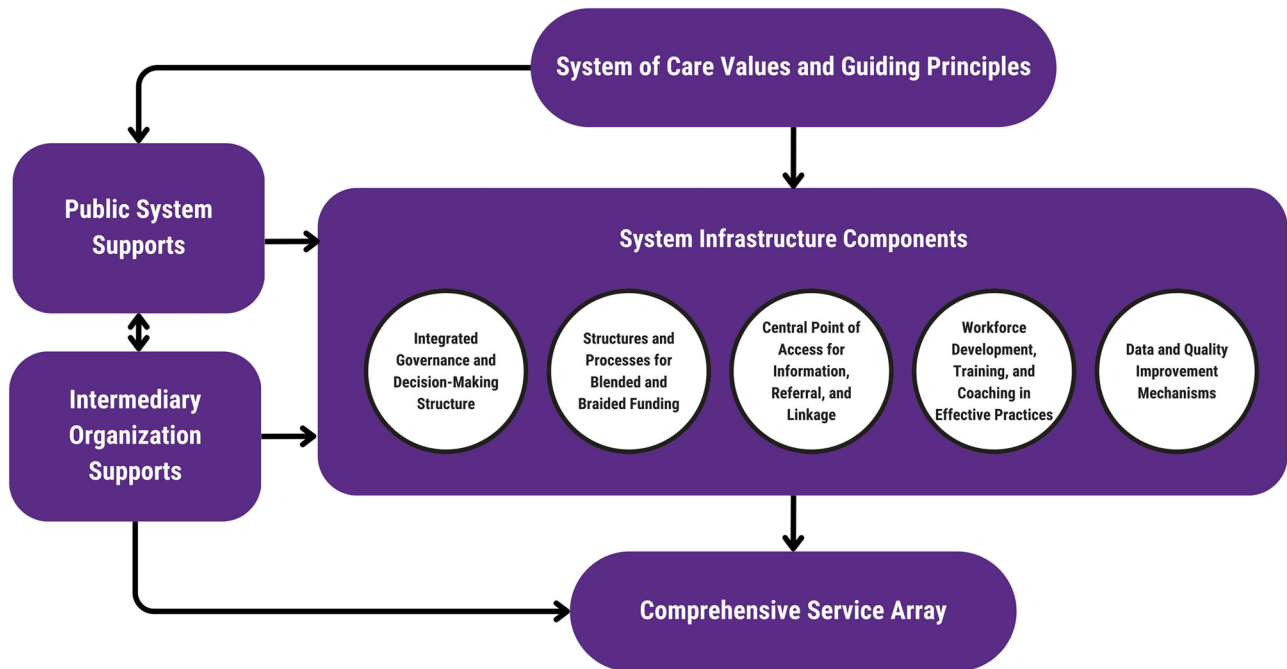 System of Care Values and Guiding Principles
Public System
Supports
System Infrastructure Components
Integrated
Governance and
Decision-Making
Structure
Structures and
Processes for
Blended and
Braided Funding
Central Point of
Access for
Information,
Referral, and
Linkage
Workforce
Development,
Training, and
Coaching in
Effective Practices
Data and Quality
Improvement
Mechanisms
Intermediary
Organization
Supports
Comprehensive Service Array